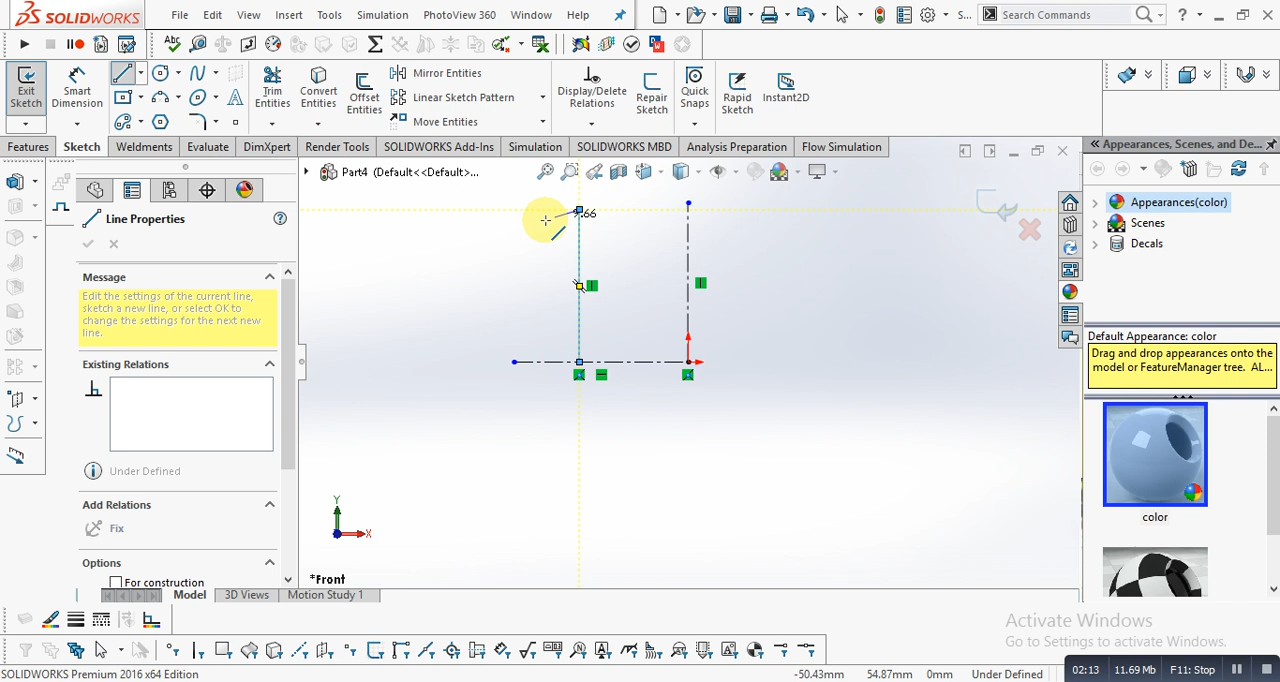 SOLIDWORKS File Edit View Insert Tools Simulation PhotoView 360 Window Help S... Search Commands ?
Exit Sketch
Smart Dimension
Trim Entities
Convert Entities
Offset Entities
Mirror Entities
Linear Sketch Pattern
Move Entities
Display/Delete Relations
Repair Sketch
Quick Snaps
Rapid Sketch
Instant2D
Features Sketch Weldments Evaluate DimXpert Render Tools SOLIDWORKS Add-Ins Simulation SOLIDWORKS MBD Analysis Preparation Flow Simulation
Appearances, Scenes, and De...
Part4 (Default<<Default>...
Line Properties
Message
Edit the settings of the current line, sketch a new line, or select OK to change the settings for the next new line.
Existing Relations
Under Defined
Add Relations
Fix
Options
For construction
.66
Y
X
*Front
Appearances(color)
Scenes
Decals
Default Appearance: color
Drag and drop appearances onto the
model or FeatureManager tree. AL...
color
Model 3D Views Motion Study 1
Activate Windows
Go to Settings to activate Windows.
SOLIDWORKS Premium 2016 x64 Edition -50.43mm 54.87mm 0mm Under Defined
02:13 11.69 Mb F11: Stop